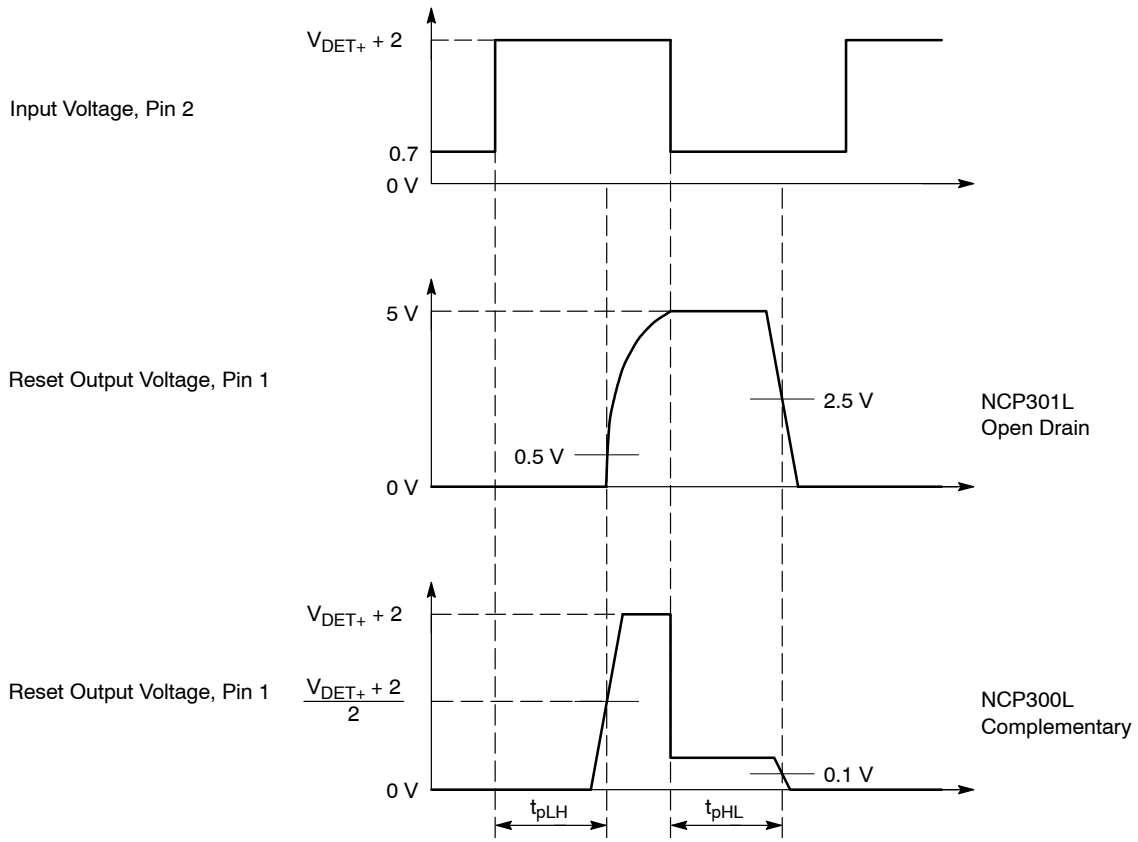 V_DET+ + 2
Input Voltage, Pin 2
0.7
0 V
5 V
Reset Output Voltage, Pin 1
2.5 V
NCP301L
Open Drain
0.5 V
0 V
V_DET+ + 2
Reset Output Voltage, Pin 1
V_DET+ + 2
2
NCP300L
Complementary
0.1 V
0 V
t_pLH
t_pHL